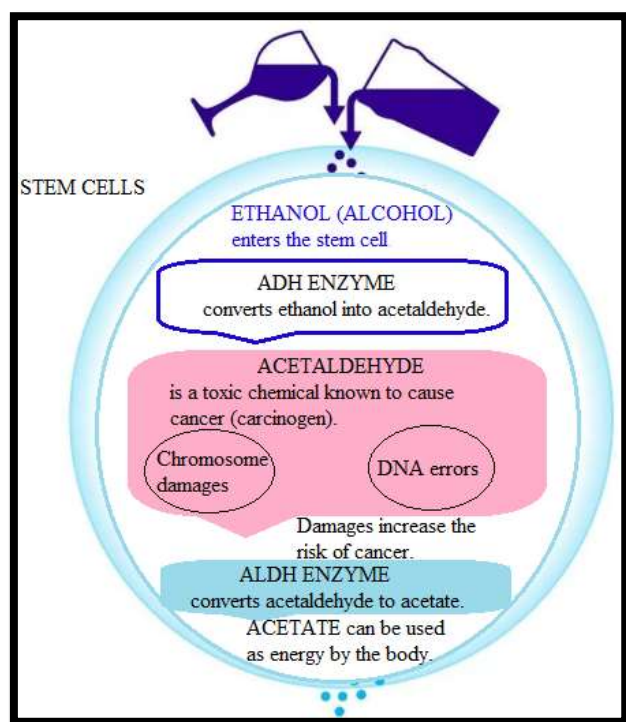 STEM CELLS
ETHANOL (ALCOHOL)
enters the stem cell
ADH ENZYME
converts ethanol into acetaldehyde.
ACETALDEHYDE
is a toxic chemical known to cause
cancer (carcinogen).
Chromosome
damages
DNA errors
Damages increase the
risk of cancer.
ALDH ENZYME
converts acetaldehyde to acetate.
ACETATE can be used
as energy by the body.